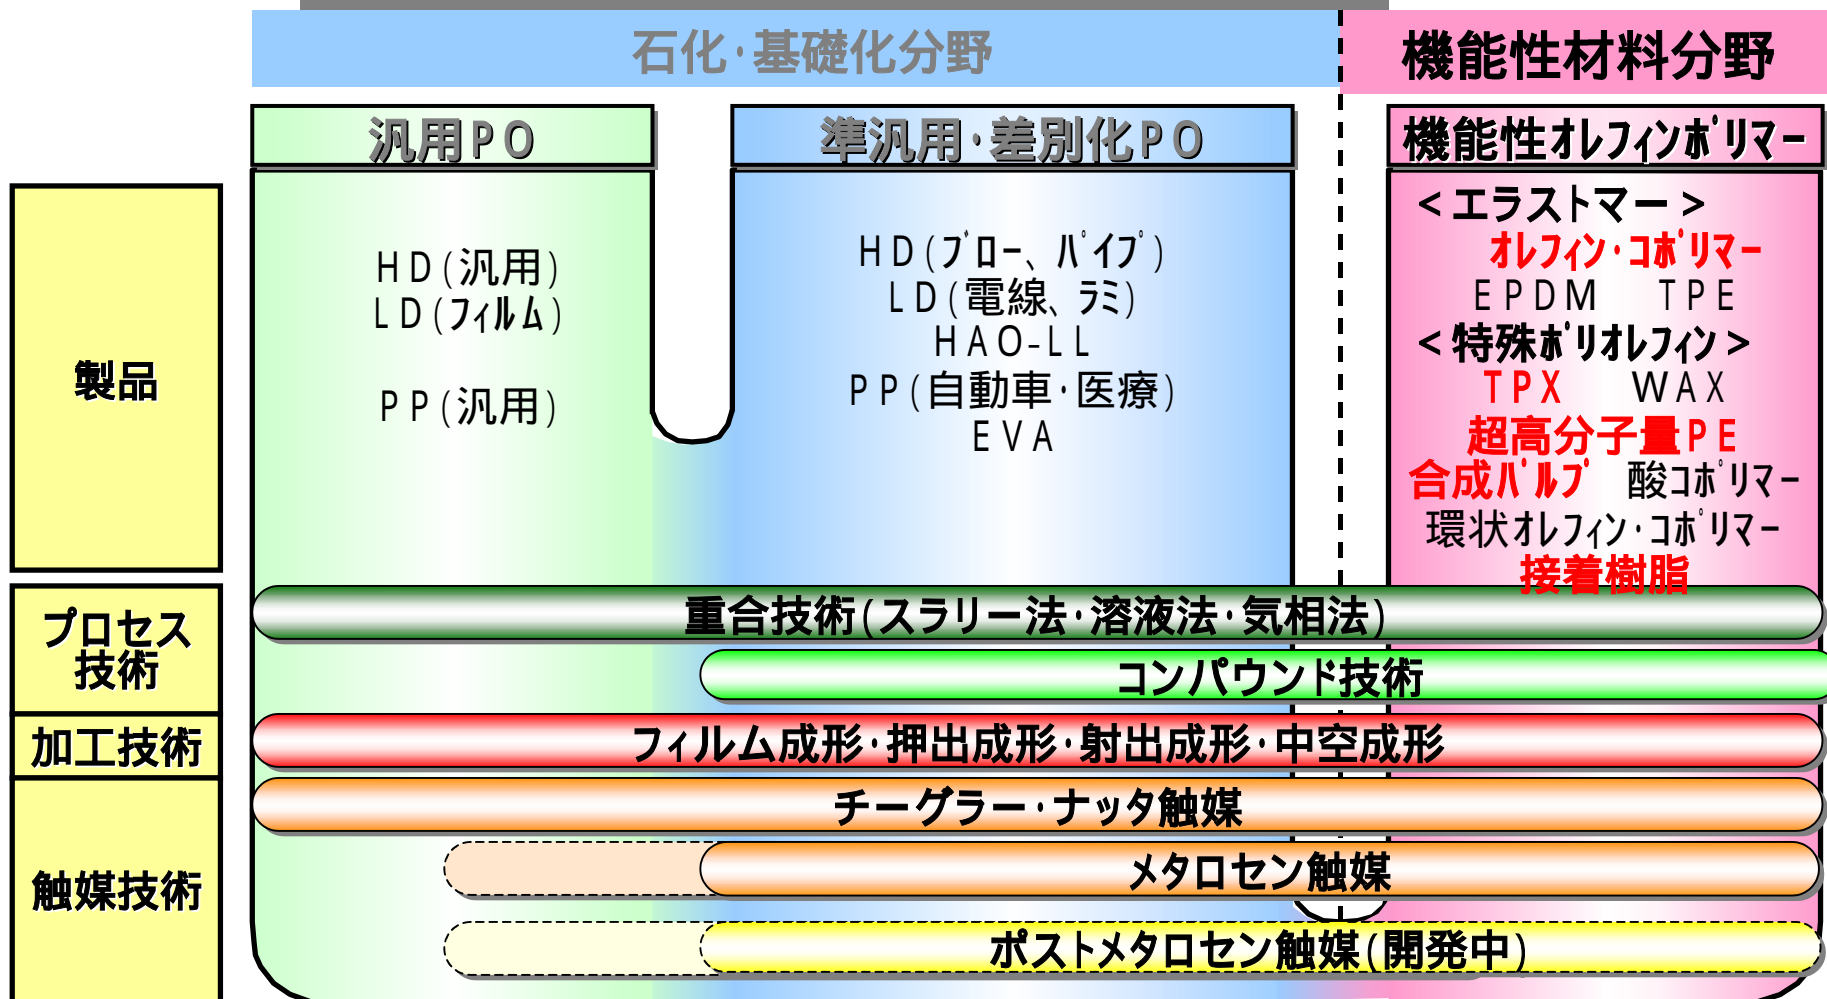 石化･基礎化分野
機能性材料分野
汎用PO
準汎用･差別化PO
機能性ｵﾚﾌｨﾝﾎﾟﾘﾏｰ
製品
HD(汎用)
LD(ﾌｨﾙﾑ)
PP(汎用)
HD(ﾌﾞﾛｰ、ﾊﾟｲﾌﾟ)
LD(電線、ﾗﾐ)
HAO-LL
PP(自動車･医療)
EVA
＜エラストマー＞
ｵﾚﾌｨﾝ･ｺﾎﾟﾘﾏｰ
EPDM TPE
＜特殊ﾎﾟﾘｵﾚﾌｨﾝ＞
TPX WAX
超高分子量PE
合成ﾊﾟﾙﾌﾟ 酸ｺﾎﾟﾘﾏｰ
環状ｵﾚﾌｨﾝ･ｺﾎﾟﾘﾏｰ
接着樹脂
プロセス
技術
重合技術(スラリー法･溶液法･気相法)
コンパウンド技術
加工技術
フィルム成形･押出成形･射出成形･中空成形
触媒技術
チーグラー･ナッタ触媒
メタロセン触媒
ポストメタロセン触媒(開発中)